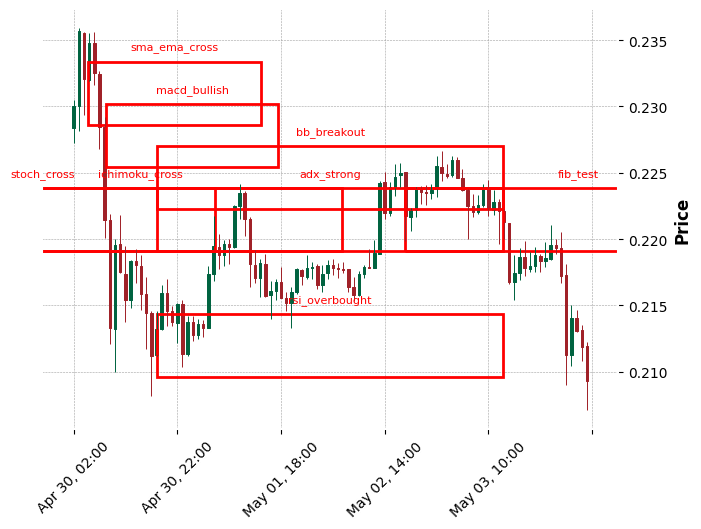 sma_ema_cross
macd_bullish
bb_breakout
stoch_cross
ichimoku_cross
adx_strong
fib_test
rsi_overbought
0.235
0.230
0.225
0.220
0.215
0.210
Price
Apr 30, 02:00
Apr 30, 22:00
May 01, 18:00
May 02, 14:00
May 03, 10:00